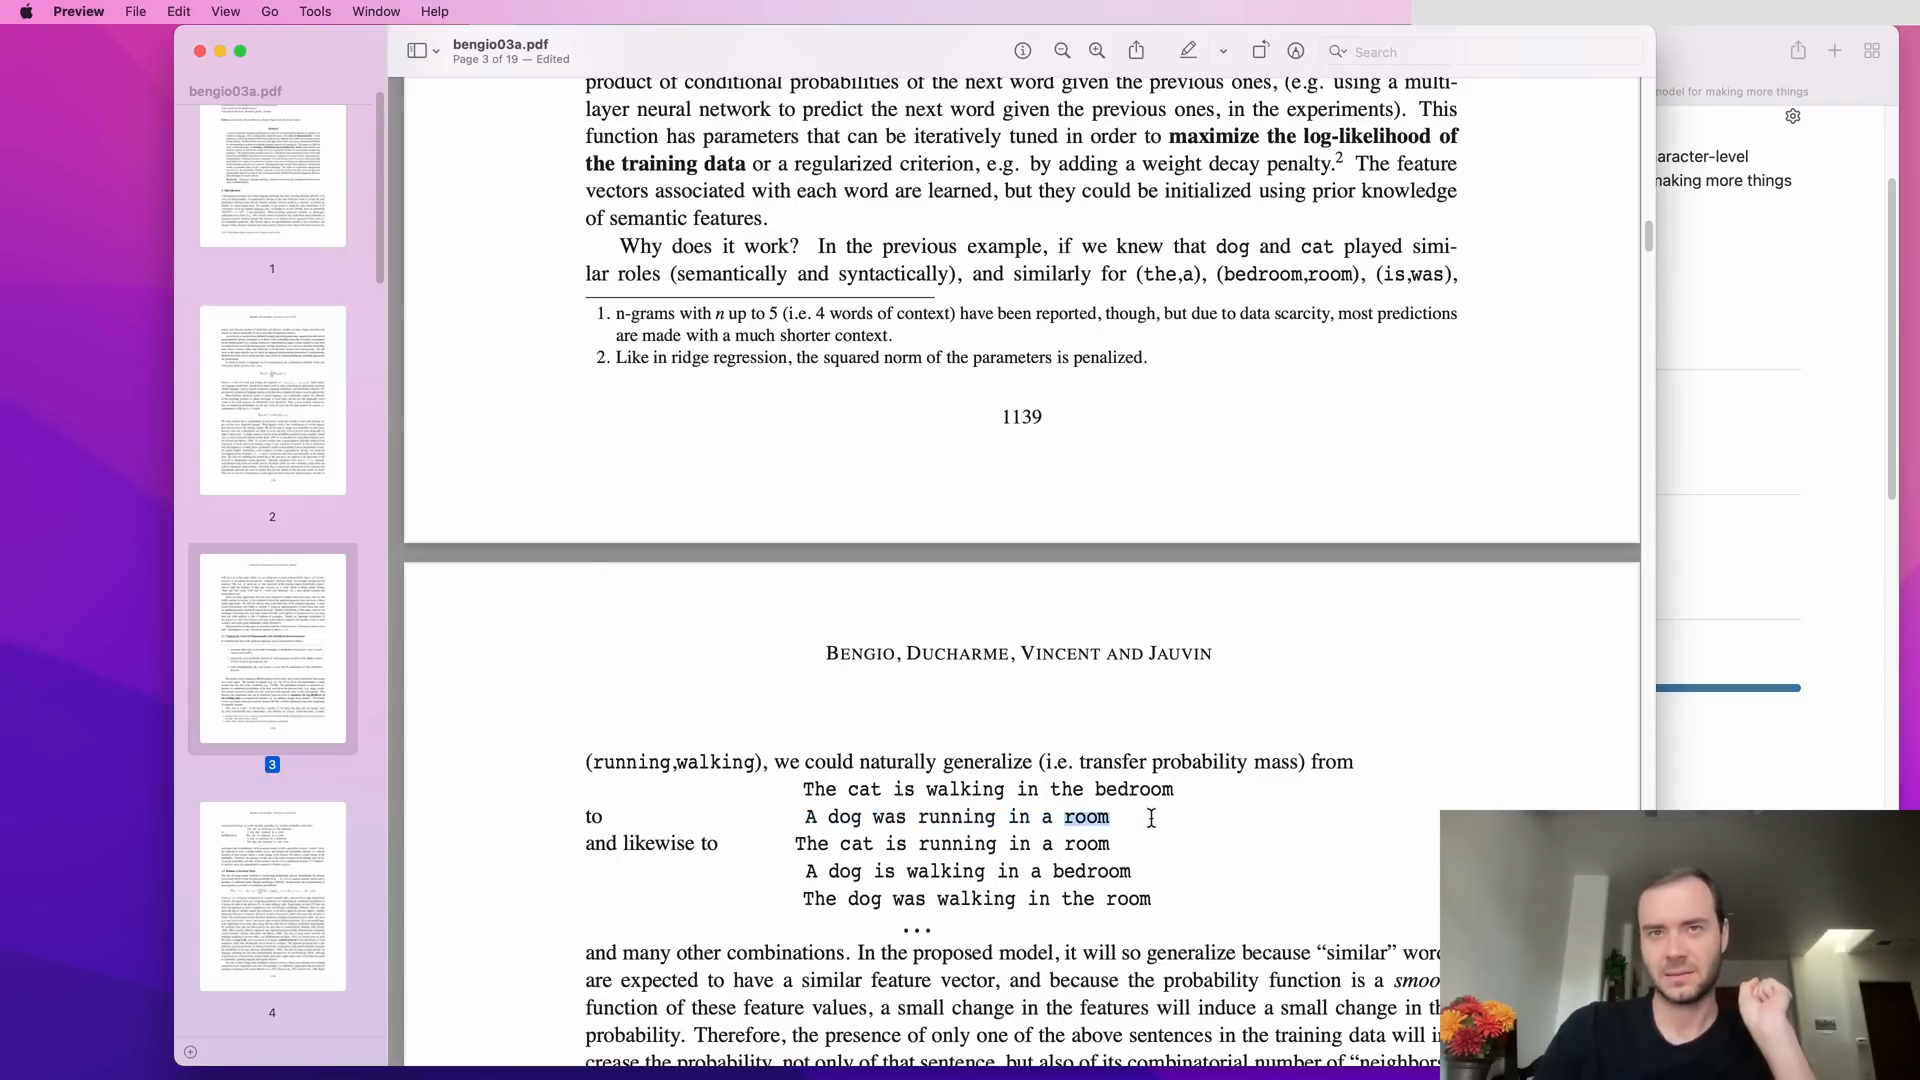 Preview File Edit View Go Tools Window Help
bengio03a.pdf
Page 3 of 19 — Edited
Search
bengio03a.pdf
1
2
3
4
product of conditional probabilities of the next word given the previous ones, (e.g. using a multi-
layer neural network to predict the next word given the previous ones, in the experiments). This
function has parameters that can be iteratively tuned in order to maximize the log-likelihood of
the training data or a regularized criterion, e.g. by adding a weight decay penalty.2 The feature
vectors associated with each word are learned, but they could be initialized using prior knowledge
of semantic features.
Why does it work? In the previous example, if we knew that dog and cat played simi-
lar roles (semantically and syntactically), and similarly for (the,a), (bedroom,room), (is,was),
1. n-grams with n up to 5 (i.e. 4 words of context) have been reported, though, but due to data scarcity, most predictions
are made with a much shorter context.
2. Like in ridge regression, the squared norm of the parameters is penalized.
1139
BENGIO, DUCHARME, VINCENT AND JAUVIN
(running,walking), we could naturally generalize (i.e. transfer probability mass) from
The cat is walking in the bedroom
to A dog was running in a room
and likewise to The cat is running in a room
A dog is walking in a bedroom
The dog was walking in the room
...
and many other combinations. In the proposed model, it will so generalize because “similar” wor
are expected to have a similar feature vector, and because the probability function is a smoo
function of these feature values, a small change in the features will induce a small change in th
probability. Therefore, the presence of only one of the above sentences in the training data will in
crease the probability, not only of that sentence, but also of its combinatorial number of “neighbors
odel for making more things
aracter-level
making more things